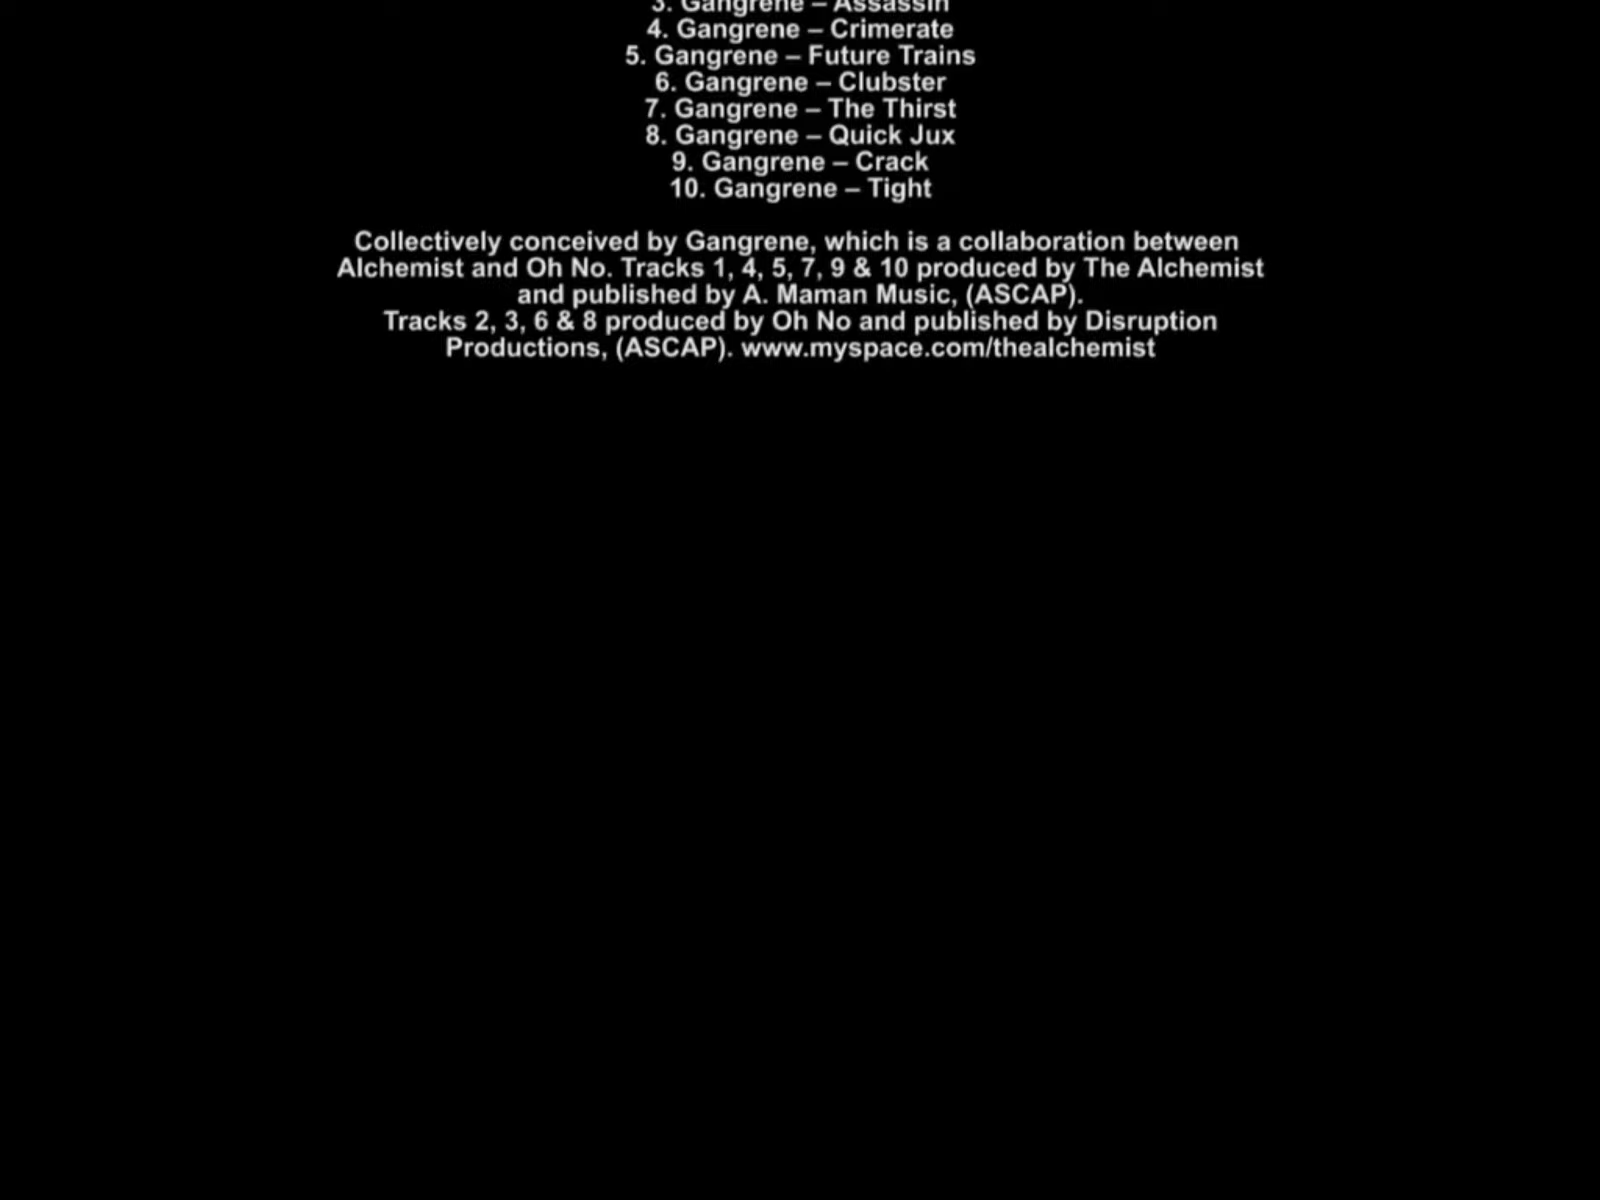 3. Gangrene – Assassin
4. Gangrene – Crimerate
5. Gangrene – Future Trains
6. Gangrene – Clubster
7. Gangrene – The Thirst
8. Gangrene – Quick Jux
9. Gangrene – Crack
10. Gangrene – Tight
Collectively conceived by Gangrene, which is a collaboration between
Alchemist and Oh No. Tracks 1, 4, 5, 7, 9 & 10 produced by The Alchemist
and published by A. Maman Music, (ASCAP).
Tracks 2, 3, 6 & 8 produced by Oh No and published by Disruption
Productions, (ASCAP). www.myspace.com/thealchemist